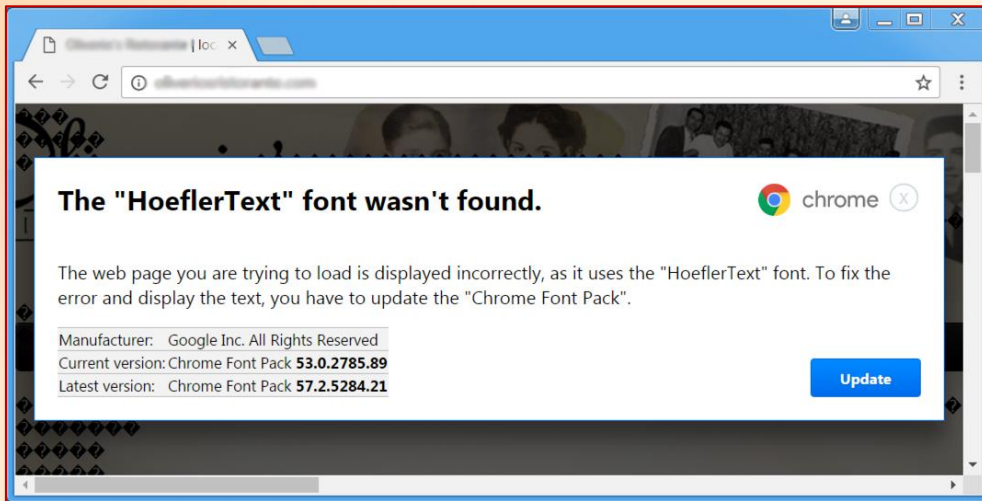 | loc
The "HoeflerText" font wasn't found.
chrome
The web page you are trying to load is displayed incorrectly, as it uses the "HoeflerText" font. To fix the
error and display the text, you have to update the "Chrome Font Pack".
Manufacturer: Google Inc. All Rights Reserved
Current version: Chrome Font Pack 53.0.2785.89
Latest version: Chrome Font Pack 57.2.5284.21
Update